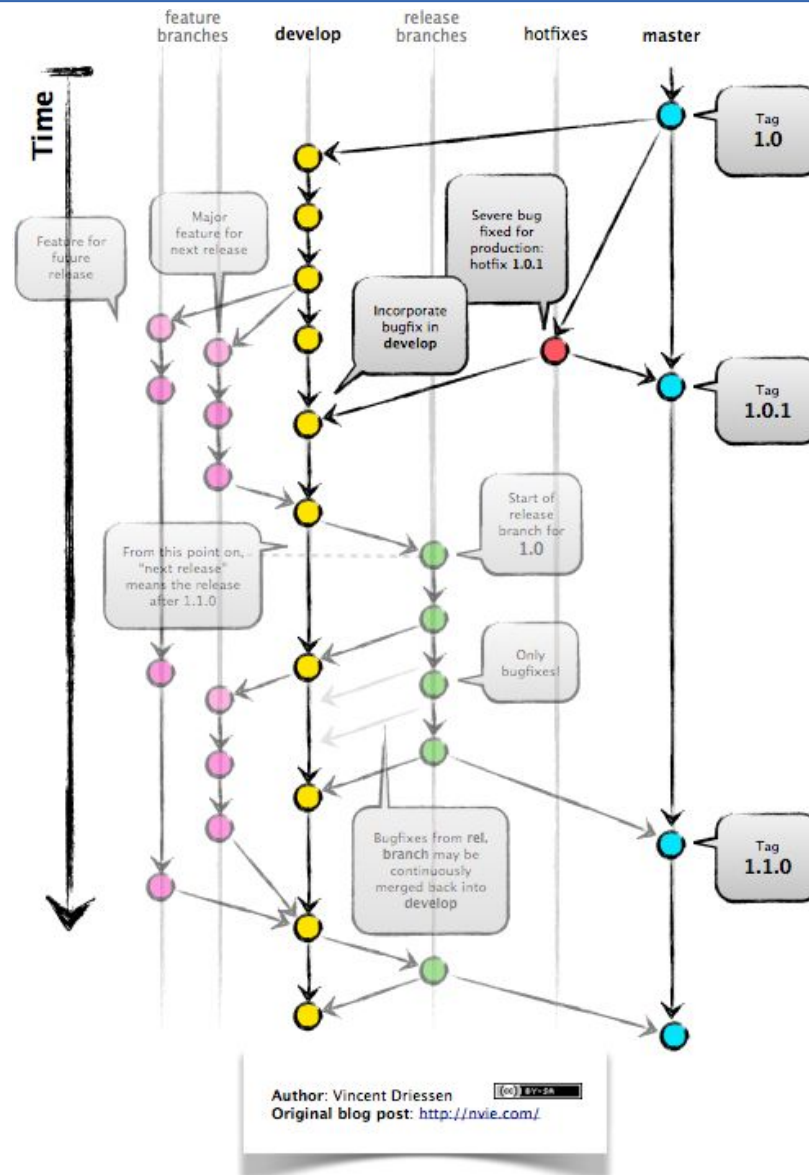 feature
branches
develop
release
branches
hotfixes
master
Time
Tag
1.0
Major
feature for
next release
Severe bug
fixed for
production:
hotfix 1.0.1
Feature for
future
release
Incorporate
bugfix in
develop
Tag
1.0.1
Start of
release
branch for
1.0
From this point on,
"next release"
means the release
after 1.1.0
Only
bugfixes!
Tag
1.1.0
Bugfixes from rel.
branch may be
continuously
merged back into
develop
Author: Vincent Driessen
(cc) BY-SA
Original blog post: http://nvie.com/